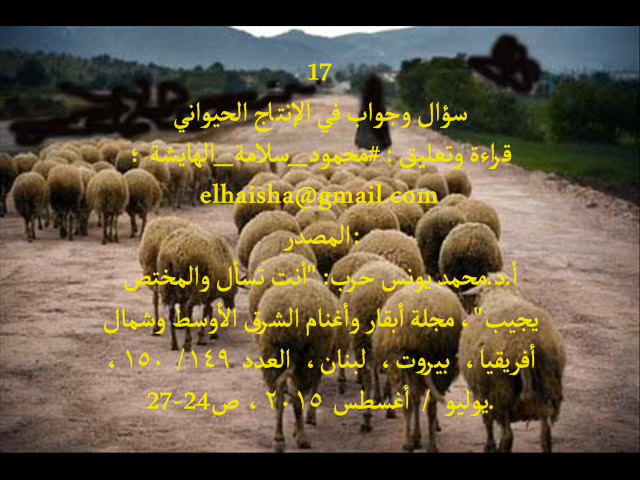 17
سؤال وجواب في الإنتاج الحيواني
قراءة وتعليق : #محمود_سلامة_الهايشة ؛
elhaisha@gmail.com
المصدر:
أ.د.محمد يونس حرب: "أنت تسأل والمختص
يجيب" ، مجلة أبقار وأغنام الشرق الأوسط وشمال
أفريقيا ، بيروت ، لبنان ، العدد ١٤٩/ ١٥٠ ،
يوليو / أغسطس ٢٠١٥ ، ص24-27.